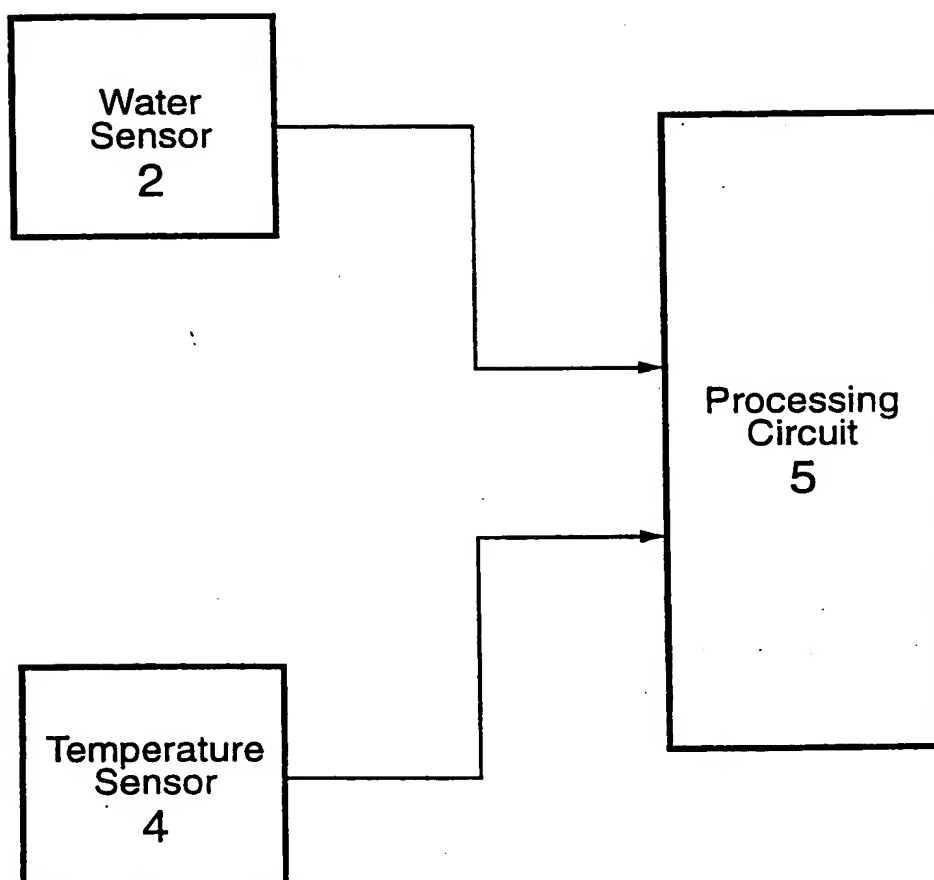 Water
Sensor
2
Processing
Circuit
5
Temperature
Sensor
4